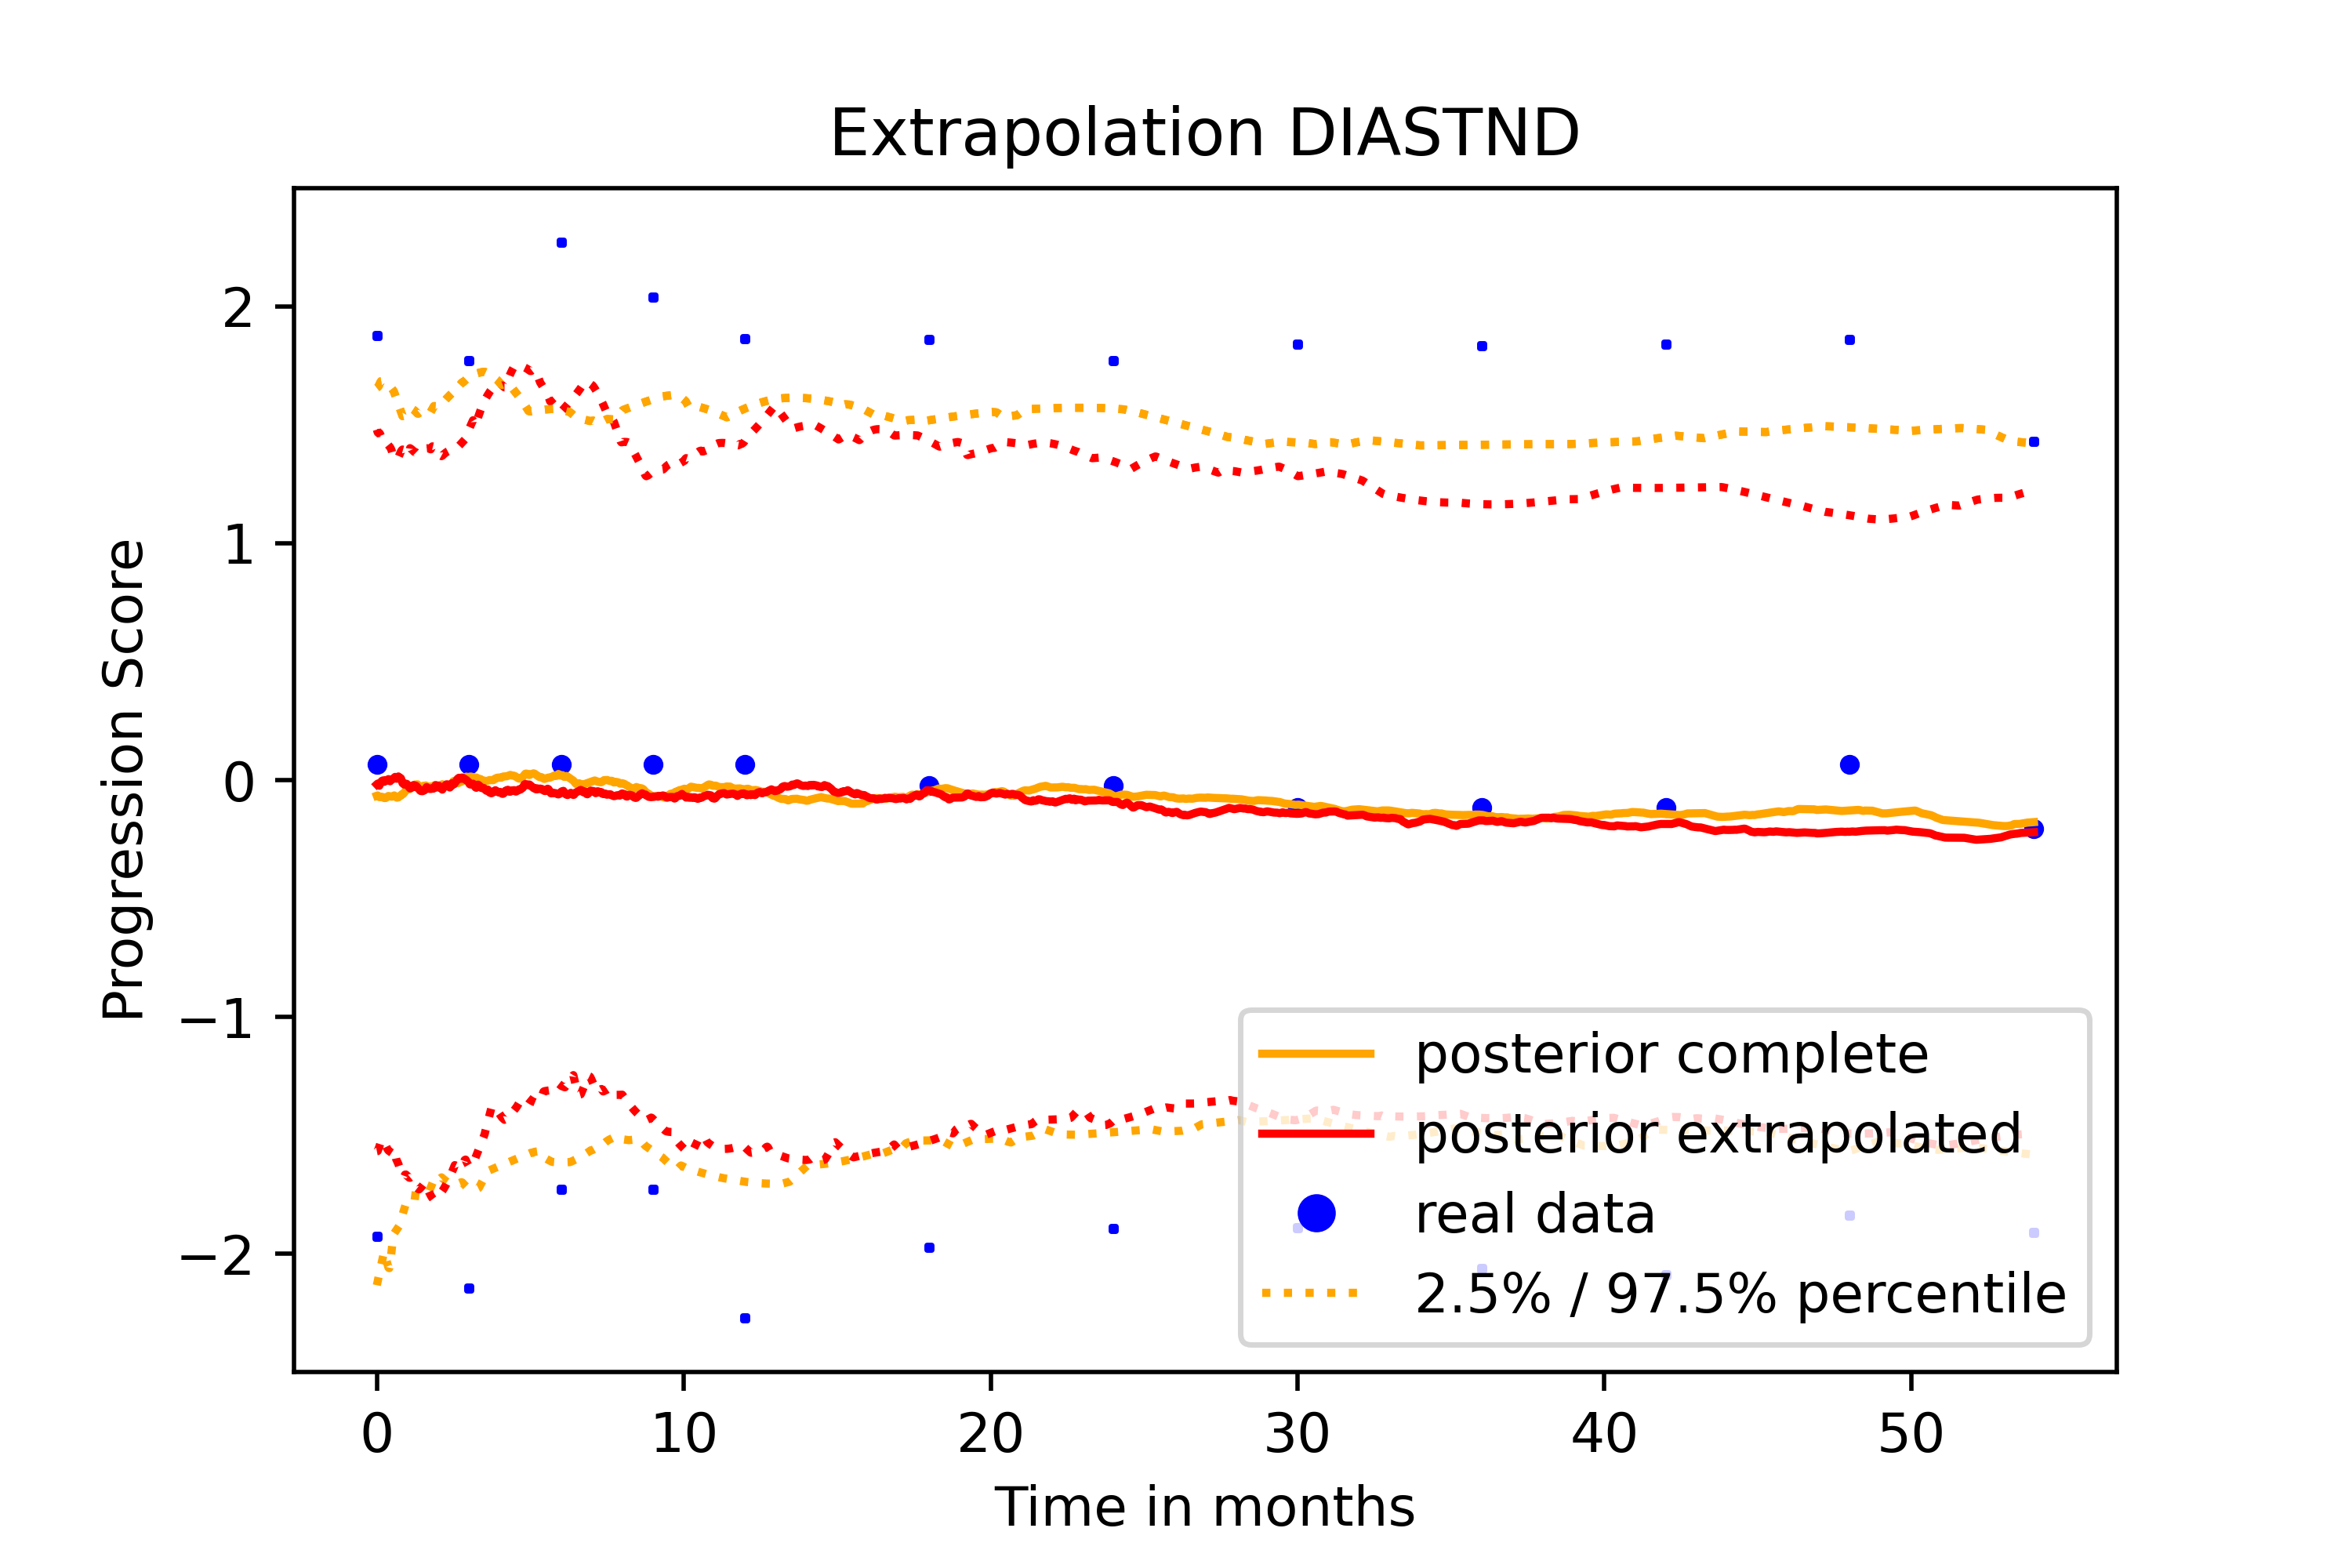 Extrapolation DIASTND
Progression Score
2
1
0
−1
−2
posterior complete
posterior extrapolated
real data
2.5% / 97.5% percentile
0 10 20 30 40 50
Time in months